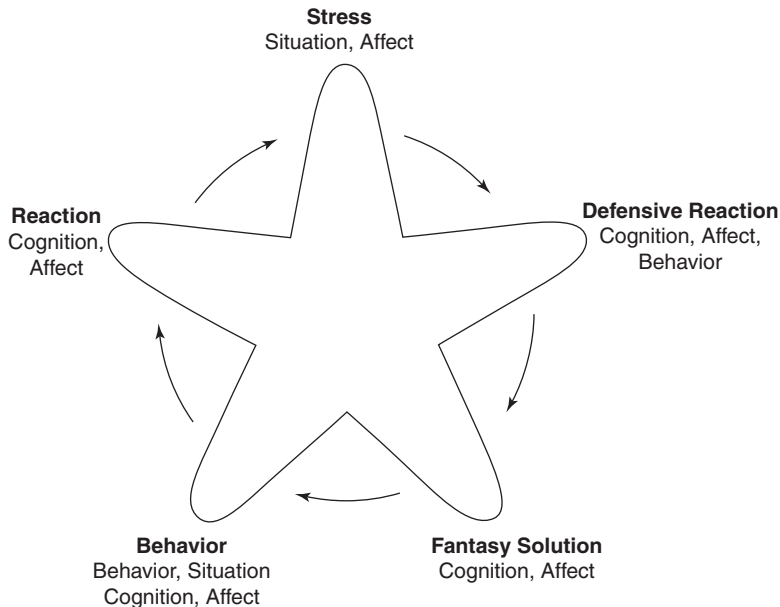 Stress
Situation, Affect
Reaction
Cognition,
Affect
Defensive Reaction
Cognition, Affect,
Behavior
Behavior
Behavior, Situation
Cognition, Affect
Fantasy Solution
Cognition, Affect